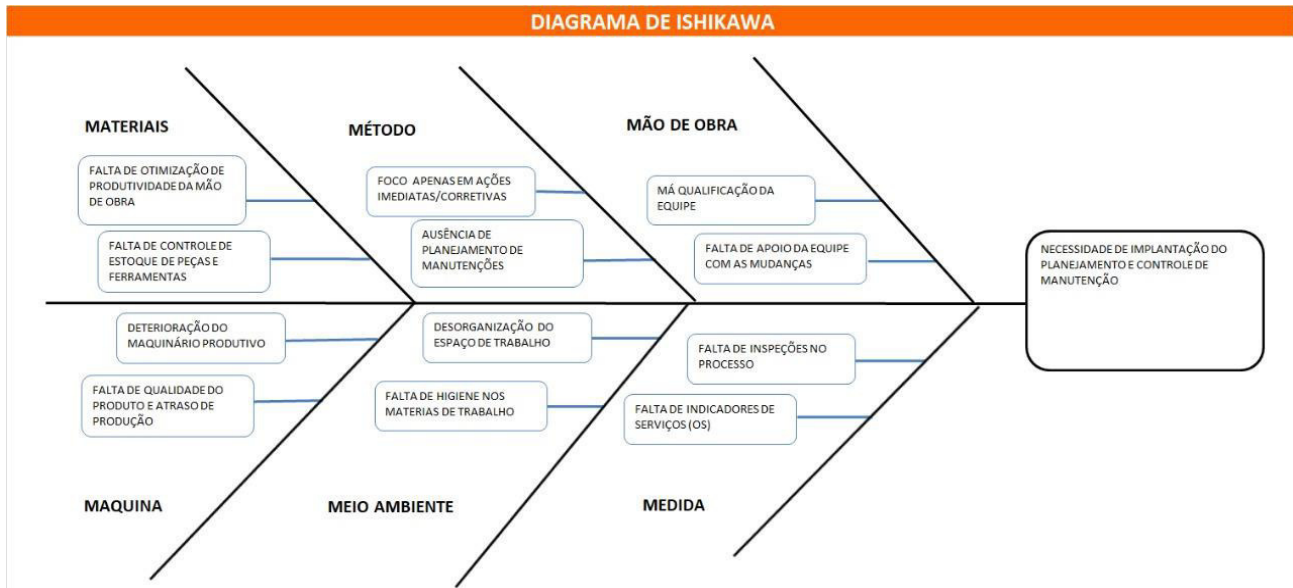 DIAGRAMA DE ISHIKAWA
MATERIAIS
FALTA DE OTIMIZAÇÃO DE
PRODUTIVIDADE DA MÃO
DE OBRA
FALTA DE CONTROLE DE
ESTOQUE DE PEÇAS E
FERRAMENTAS
MÉTODO
FOCO APENAS EM AÇÕES
IMEDIATAS/CORRETIVAS
AUSÊNCIA DE
PLANEJAMENTO DE
MANUTENÇÕES
MÃO DE OBRA
MÁ QUALIFICAÇÃO DA
EQUIPE
FALTA DE APOIO DA EQUIPE
COM AS MUDANÇAS
NECESSIDADE DE IMPLANTAÇÃO DO
PLANEJAMENTO E CONTROLE DE
MANUTENÇÃO
DETERIORAÇÃO DO
MAQUINÁRIO PRODUTIVO
FALTA DE QUALIDADE DO
PRODUTO E ATRASO DE
PRODUÇÃO
MAQUINA
DESORGANIZAÇÃO DO
ESPAÇO DE TRABALHO
FALTA DE HIGIENE NOS
MATERIAS DE TRABALHO
MEIO AMBIENTE
FALTA DE INSPEÇÕES NO
PROCESSO
FALTA DE INDICADORES DE
SERVIÇOS (OS)
MEDIDA